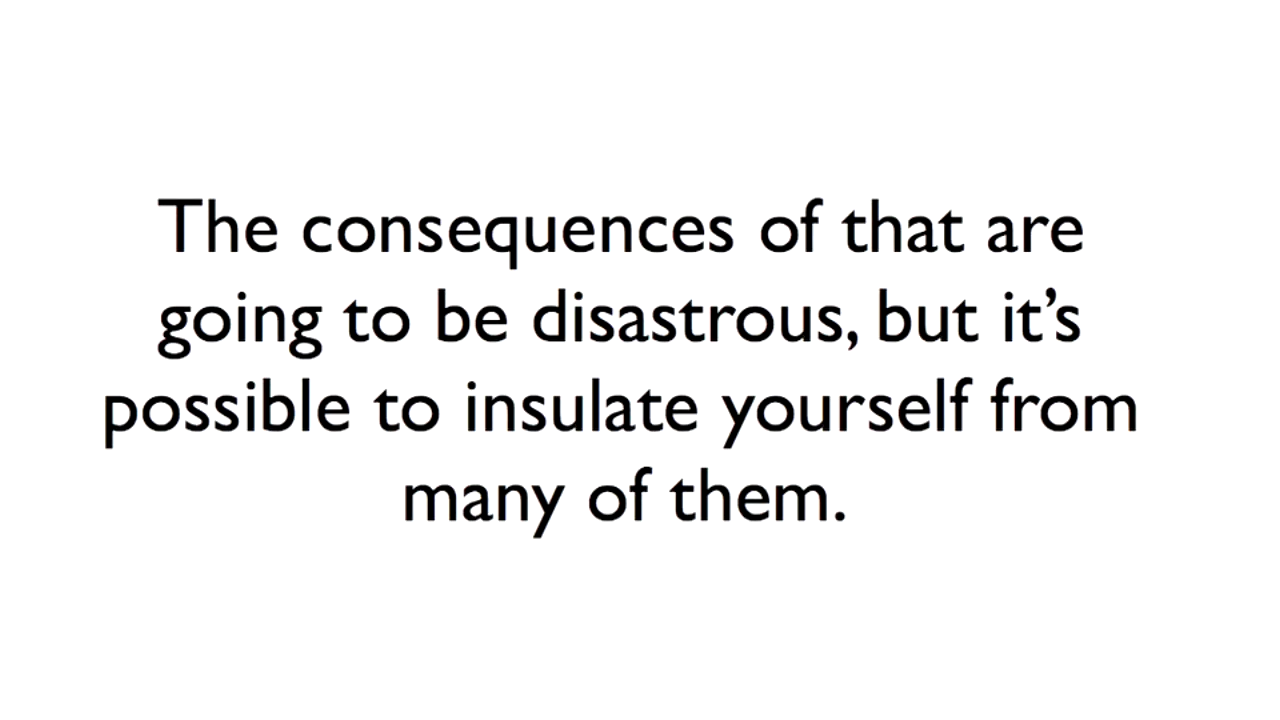 The consequences of that are
going to be disastrous, but it’s
possible to insulate yourself from
many of them.